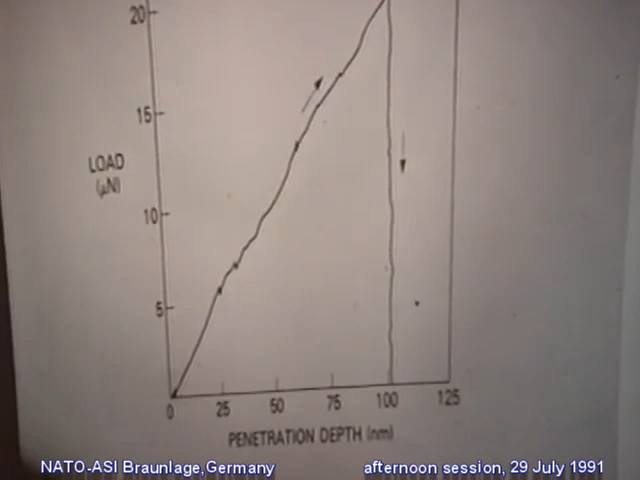 20
15
LOAD
(μN)
10
5
0 25 50 75 100 125
PENETRATION DEPTH (nm)
NATO-ASI Braunlage,Germany afternoon session, 29 July 1991